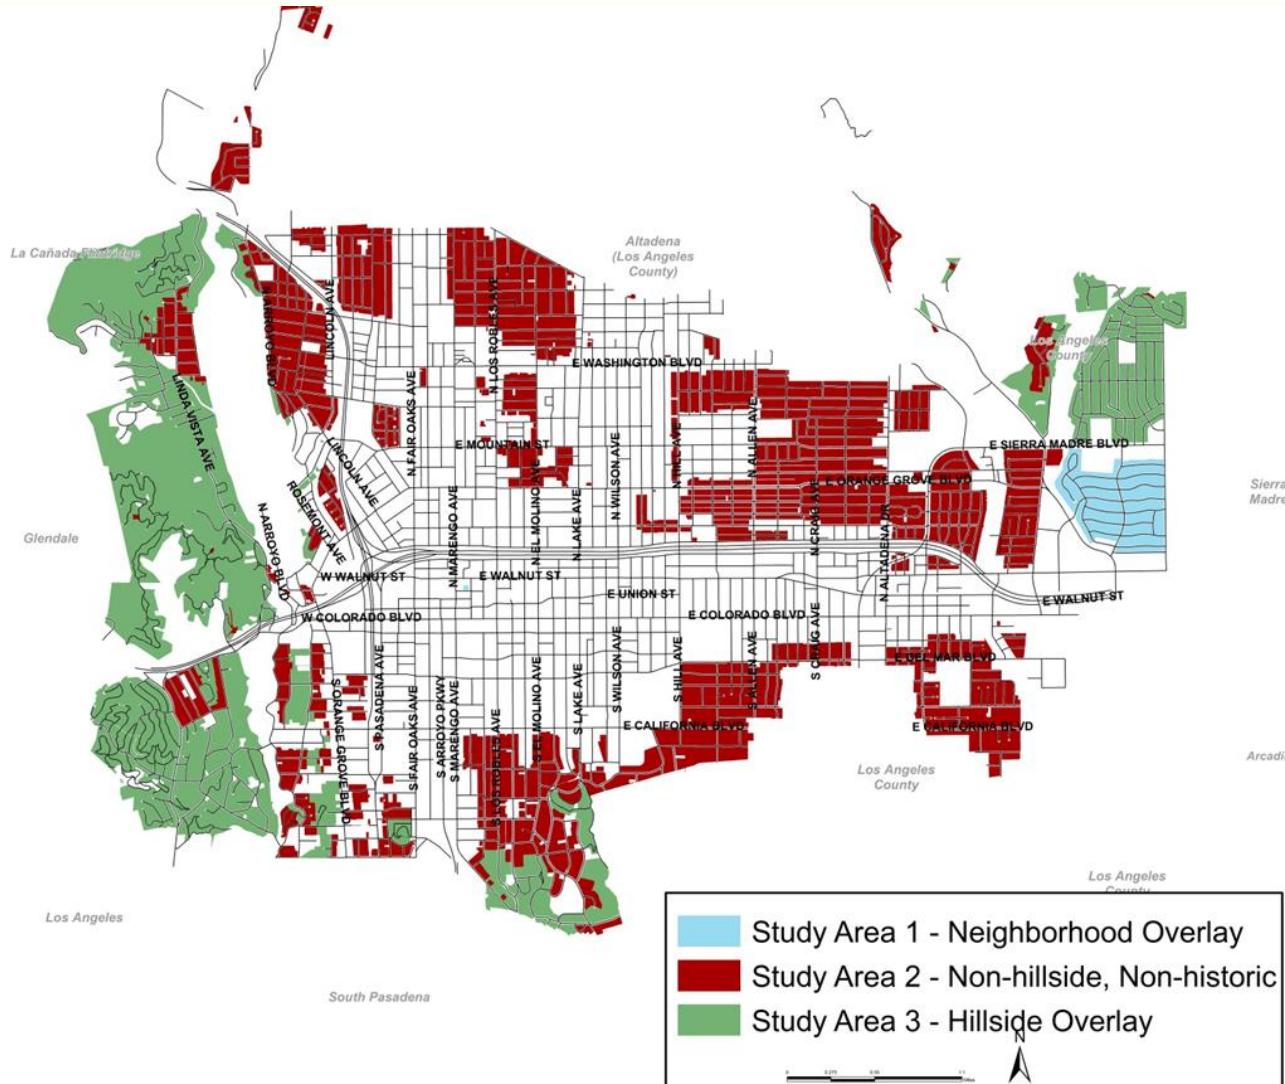 La Cañada Flintridge
Altadena
(Los Angeles
County)
Los Angeles
County
Sierra
Madre
Glendale
Arcadi
Los Angeles
County
Los Angeles
County
Los Angeles
South Pasadena
N ARROYO BLVD
LINCOLN AVE
N LOS ROBLES AVE
E WASHINGTON BLVD
LINDA VISTA AVE
N FAIR OAKS AVE
E MOUNTAIN ST
N HILL AVE
N ALLEN AVE
E SIERRA MADRE BLVD
LINCOLN AVE
N WILSON AVE
E ORANGE GROVE BLVD
ROSEMONT AVE
N ARROYO BLVD
N MARENGO AVE
N EL MOLINO AVE
N LAKE AVE
N CRAIG AVE
N ALTADENA DR
W WALNUT ST
E WALNUT ST
E UNION ST
E WALNUT ST
W COLORADO BLVD
E COLORADO BLVD
S ORANGE GROVE BLVD
S PASADENA AVE
S FAIR OAKS AVE
S ARROYO PKWY
S MARENGO AVE
S LOS ROBLES AVE
S EL MOLINO AVE
S LAKE AVE
S WILSON AVE
S HILL AVE
S ALLEN AVE
S CRAIG AVE
E DEL MAR BLVD
E CALIFORNIA BLVD
E CALIFORNIA BLVD
Study Area 1 - Neighborhood Overlay
Study Area 2 - Non-hillside, Non-historic
Study Area 3 - Hillside Overlay
N